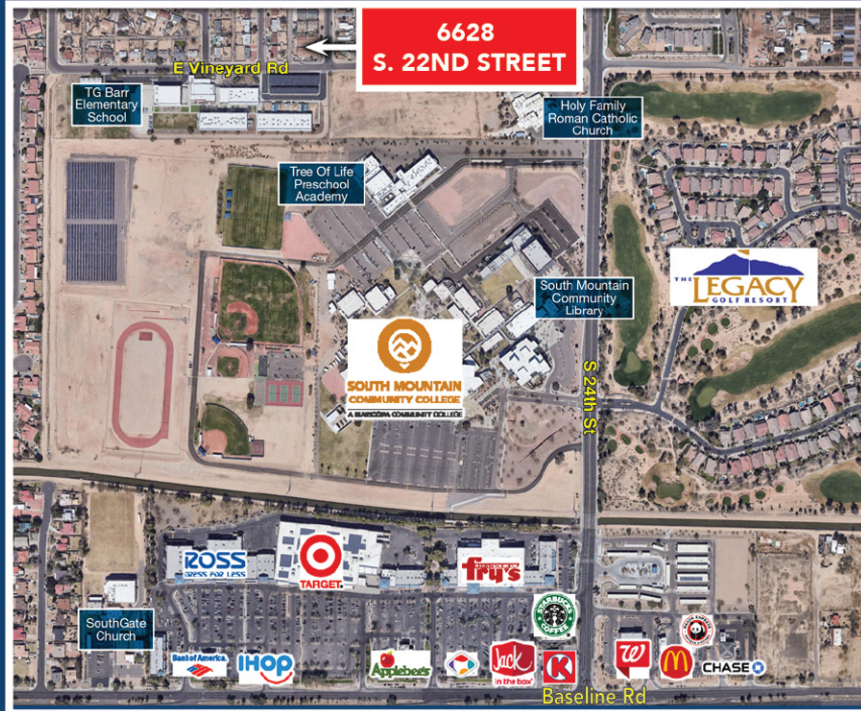 6628
S. 22ND STREET
E Vineyard Rd
TG Barr
Elementary
School
Holy Family
Roman Catholic
Church
Tree Of Life
Preschool
Academy
THE
LEGACY
GOLF RESORT
South Mountain
Community
Library
SOUTH MOUNTAIN
COMMUNITY COLLEGE
A MARICOPA COMMUNITY COLLEGE
S 24th St
ROSS
DRESS FOR LESS
TARGET
fry's
STARBUCKS
COFFEE
SouthGate
Church
Bank of America.
IHOP
Applebee's
Jack
in the box
K
W
M
PANDA EXPRESS
CHASE
Baseline Rd